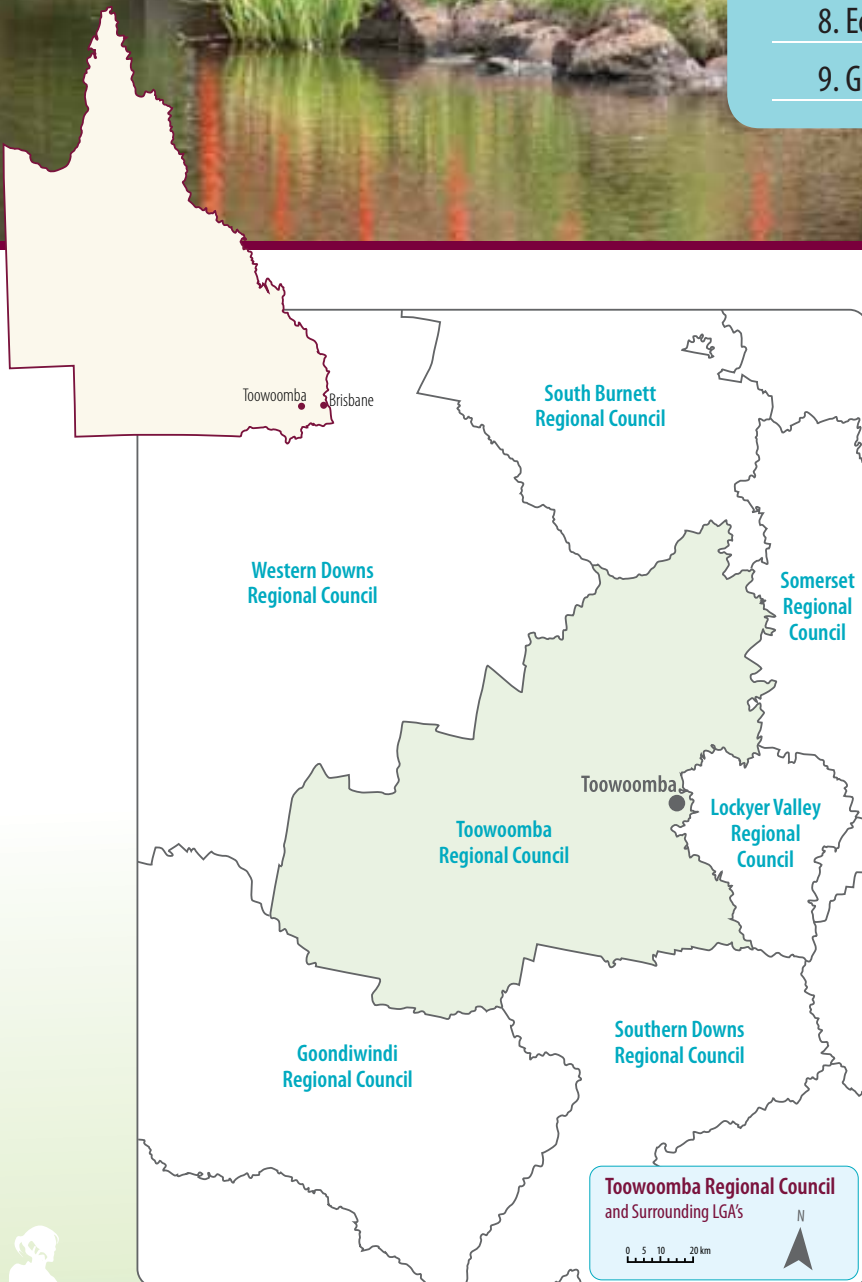 8. E
9. G
Toowoomba
Brisbane
South Burnett
Regional Council
Western Downs
Regional Council
Somerset
Regional
Council
Toowoomba
Lockyer Valley
Regional
Council
Toowoomba
Regional Council
Southern Downs
Regional Council
Goondiwindi
Regional Council
Toowoomba Regional Council
and Surrounding LGA's
N
0 5 10 20 km